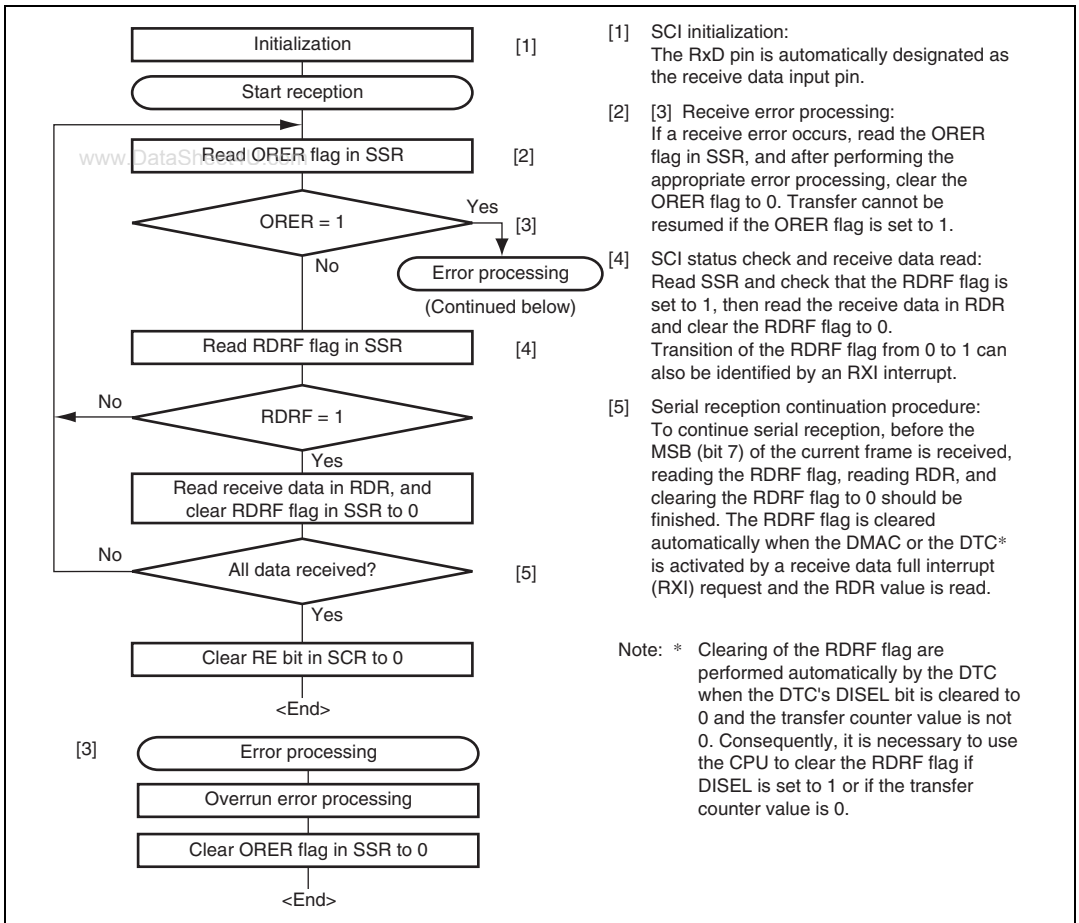 Initialization
[1]
Start reception
www.DataSheet4U.com
Read ORER flag in SSR
[2]
ORER = 1
Yes
[3]
No
Error processing
(Continued below)
Read RDRF flag in SSR
[4]
No
RDRF = 1
Yes
Read receive data in RDR, and
clear RDRF flag in SSR to 0
No
All data received?
[5]
Yes
Clear RE bit in SCR to 0
<End>
[3]
Error processing
Overrun error processing
Clear ORER flag in SSR to 0
<End>
[1] SCI initialization:
The RxD pin is automatically designated as
the receive data input pin.
[2] [3] Receive error processing:
If a receive error occurs, read the ORER
flag in SSR, and after performing the
appropriate error processing, clear the
ORER flag to 0. Transfer cannot be
resumed if the ORER flag is set to 1.
[4] SCI status check and receive data read:
Read SSR and check that the RDRF flag is
set to 1, then read the receive data in RDR
and clear the RDRF flag to 0.
Transition of the RDRF flag from 0 to 1 can
also be identified by an RXI interrupt.
[5] Serial reception continuation procedure:
To continue serial reception, before the
MSB (bit 7) of the current frame is received,
reading the RDRF flag, reading RDR, and
clearing the RDRF flag to 0 should be
finished. The RDRF flag is cleared
automatically when the DMAC or the DTC*
is activated by a receive data full interrupt
(RXI) request and the RDR value is read.
Note: * Clearing of the RDRF flag are
performed automatically by the DTC
when the DTC's DISEL bit is cleared to
0 and the transfer counter value is not
0. Consequently, it is necessary to use
the CPU to clear the RDRF flag if
DISEL is set to 1 or if the transfer
counter value is 0.